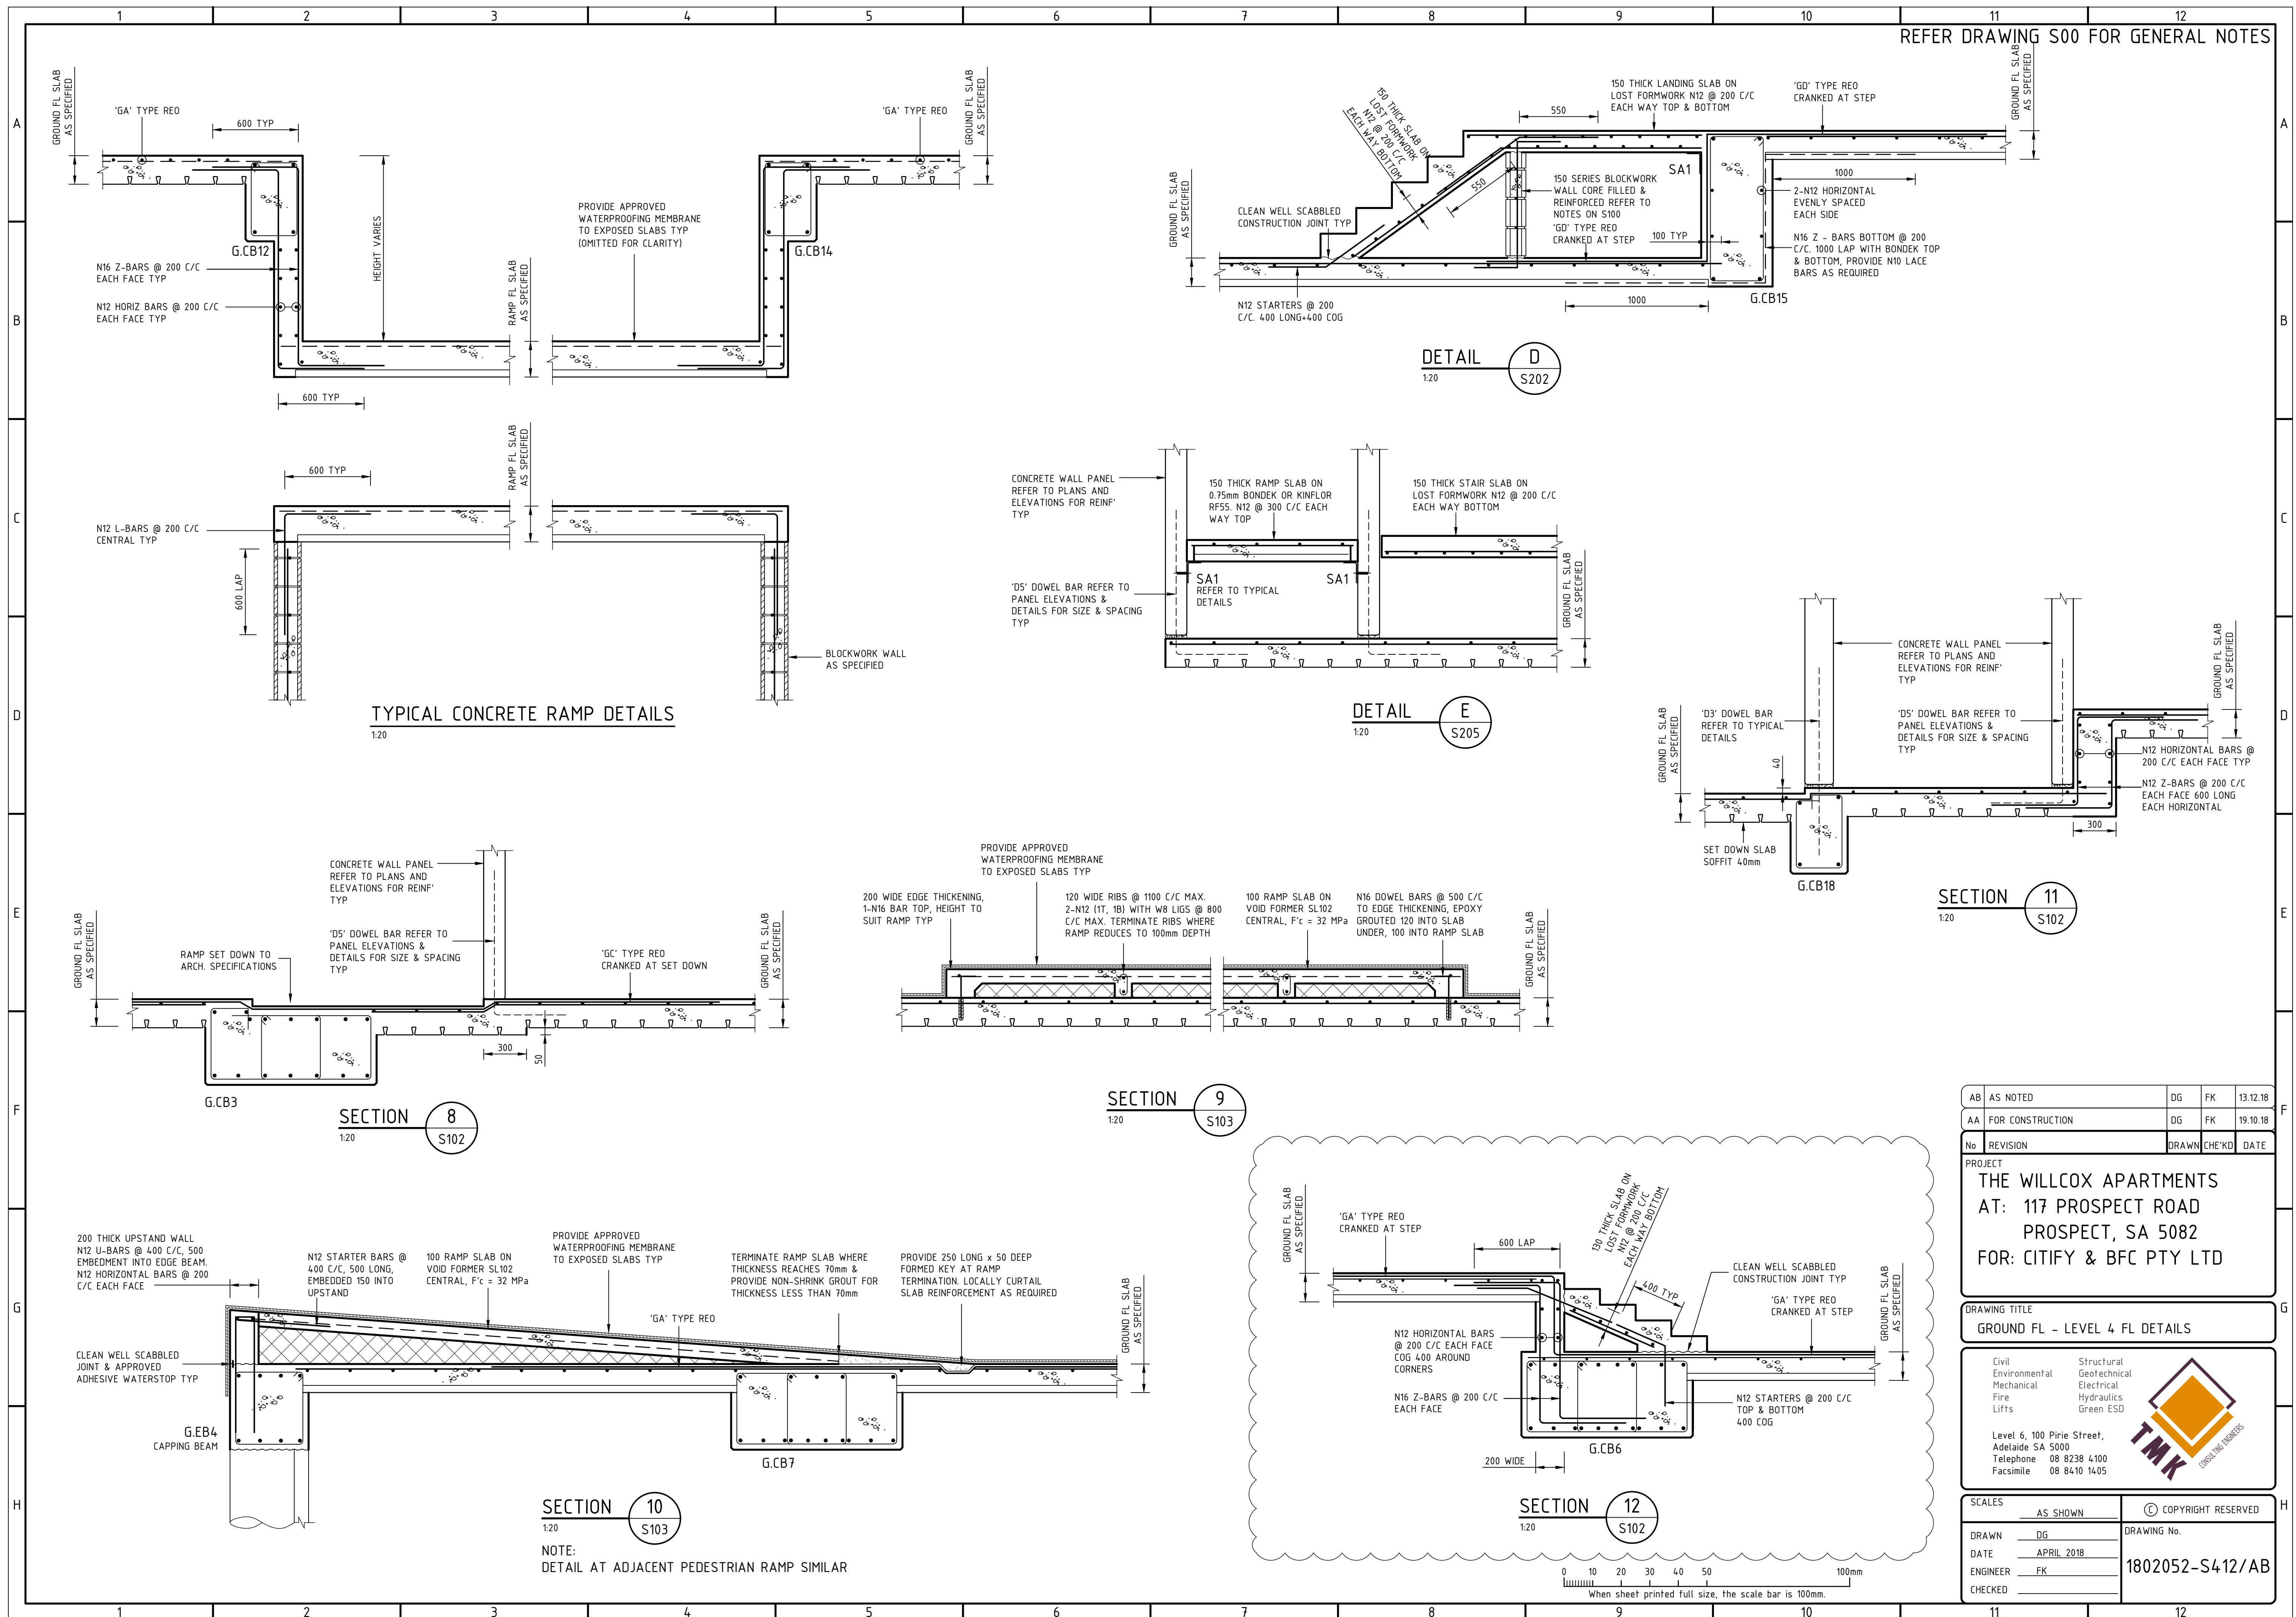 1 2 3 4 5 6 7 8 9 10 11 12
REFER DRAWING S00 FOR GENERAL NOTES
A
B
C
D
E
F
G
H
GROUND FL SLAB
AS SPECIFIED
'GA' TYPE REO
600 TYP
'GA' TYPE REO
GROUND FL SLAB
AS SPECIFIED
G.CB12
HEIGHT VARIES
PROVIDE APPROVED
WATERPROOFING MEMBRANE
TO EXPOSED SLABS TYP
(OMITTED FOR CLARITY)
G.CB14
N16 Z-BARS @ 200 C/C
EACH FACE TYP
N12 HORIZ BARS @ 200 C/C
EACH FACE TYP
RAMP FL SLAB
AS SPECIFIED
600 TYP
600 TYP
RAMP FL SLAB
AS SPECIFIED
N12 L-BARS @ 200 C/C
CENTRAL TYP
600 LAP
BLOCKWORK WALL
AS SPECIFIED
TYPICAL CONCRETE RAMP DETAILS
1:20
GROUND FL SLAB
AS SPECIFIED
150 THICK SLAB ON
LOST FORMWORK
N12 @ 200 C/C
EACH WAY BOTTOM
550
150 THICK LANDING SLAB ON
LOST FORMWORK N12 @ 200 C/C
EACH WAY TOP & BOTTOM
'GD' TYPE REO
CRANKED AT STEP
GROUND FL SLAB
AS SPECIFIED
550
CLEAN WELL SCABBLED
CONSTRUCTION JOINT TYP
150 SERIES BLOCKWORK
WALL CORE FILLED &
REINFORCED REFER TO
NOTES ON S100
'GD' TYPE REO
CRANKED AT STEP
SA1
100 TYP
1000
2-N12 HORIZONTAL
EVENLY SPACED
EACH SIDE
N16 Z - BARS BOTTOM @ 200
C/C. 1000 LAP WITH BONDEK TOP
& BOTTOM, PROVIDE N10 LACE
BARS AS REQUIRED
N12 STARTERS @ 200
C/C. 400 LONG+400 COG
1000
G.CB15
DETAIL D
1:20 S202
CONCRETE WALL PANEL
REFER TO PLANS AND
ELEVATIONS FOR REINF'
TYP
150 THICK RAMP SLAB ON
0.75mm BONDEK OR KINFLOR
RF55. N12 @ 300 C/C EACH
WAY TOP
150 THICK STAIR SLAB ON
LOST FORMWORK N12 @ 200 C/C
EACH WAY BOTTOM
'D5' DOWEL BAR REFER TO
PANEL ELEVATIONS &
DETAILS FOR SIZE & SPACING
TYP
SA1
REFER TO TYPICAL
DETAILS
SA1
GROUND FL SLAB
AS SPECIFIED
DETAIL E
1:20 S205
GROUND FL SLAB
AS SPECIFIED
'D3' DOWEL BAR
REFER TO TYPICAL
DETAILS
40
CONCRETE WALL PANEL
REFER TO PLANS AND
ELEVATIONS FOR REINF'
TYP
'D5' DOWEL BAR REFER TO
PANEL ELEVATIONS &
DETAILS FOR SIZE & SPACING
TYP
GROUND FL SLAB
AS SPECIFIED
N12 HORIZONTAL BARS @
200 C/C EACH FACE TYP
N12 Z-BARS @ 200 C/C
EACH FACE 600 LONG
EACH HORIZONTAL
300
SET DOWN SLAB
SOFFIT 40mm
G.CB18
SECTION 11
1:20 S102
GROUND FL SLAB
AS SPECIFIED
RAMP SET DOWN TO
ARCH. SPECIFICATIONS
CONCRETE WALL PANEL
REFER TO PLANS AND
ELEVATIONS FOR REINF'
TYP
'D5' DOWEL BAR REFER TO
PANEL ELEVATIONS &
DETAILS FOR SIZE & SPACING
TYP
'GC' TYPE REO
CRANKED AT SET DOWN
GROUND FL SLAB
AS SPECIFIED
300
50
G.CB3
SECTION 8
1:20 S102
PROVIDE APPROVED
WATERPROOFING MEMBRANE
TO EXPOSED SLABS TYP
200 WIDE EDGE THICKENING,
1-N16 BAR TOP, HEIGHT TO
SUIT RAMP TYP
120 WIDE RIBS @ 1100 C/C MAX.
2-N12 (1T, 1B) WITH W8 LIGS @ 800
C/C MAX. TERMINATE RIBS WHERE
RAMP REDUCES TO 100mm DEPTH
100 RAMP SLAB ON
VOID FORMER SL102
CENTRAL, F'c = 32 MPa
N16 DOWEL BARS @ 500 C/C
TO EDGE THICKENING, EPOXY
GROUTED 120 INTO SLAB
UNDER, 100 INTO RAMP SLAB
GROUND FL SLAB
AS SPECIFIED
SECTION 9
1:20 S103
200 THICK UPSTAND WALL
N12 U-BARS @ 400 C/C, 500
EMBEDMENT INTO EDGE BEAM.
N12 HORIZONTAL BARS @ 200
C/C EACH FACE
N12 STARTER BARS @
400 C/C, 500 LONG,
EMBEDDED 150 INTO
UPSTAND
100 RAMP SLAB ON
VOID FORMER SL102
CENTRAL, F'c = 32 MPa
PROVIDE APPROVED
WATERPROOFING MEMBRANE
TO EXPOSED SLABS TYP
'GA' TYPE REO
TERMINATE RAMP SLAB WHERE
THICKNESS REACHES 70mm &
PROVIDE NON-SHRINK GROUT FOR
THICKNESS LESS THAN 70mm
PROVIDE 250 LONG x 50 DEEP
FORMED KEY AT RAMP
TERMINATION. LOCALLY CURTAIL
SLAB REINFORCEMENT AS REQUIRED
GROUND FL SLAB
AS SPECIFIED
CLEAN WELL SCABBLED
JOINT & APPROVED
ADHESIVE WATERSTOP TYP
G.EB4
CAPPING BEAM
G.CB7
SECTION 10
1:20 S103
NOTE:
DETAIL AT ADJACENT PEDESTRIAN RAMP SIMILAR
GROUND FL SLAB
AS SPECIFIED
'GA' TYPE REO
CRANKED AT STEP
600 LAP
130 THICK SLAB ON
LOST FORMWORK
N12 @ 200 C/C
EACH WAY BOTTOM
400 TYP
CLEAN WELL SCABBLED
CONSTRUCTION JOINT TYP
'GA' TYPE REO
CRANKED AT STEP
GROUND FL SLAB
AS SPECIFIED
N12 HORIZONTAL BARS
@ 200 C/C EACH FACE
COG 400 AROUND
CORNERS
N16 Z-BARS @ 200 C/C
EACH FACE
N12 STARTERS @ 200 C/C
TOP & BOTTOM
400 COG
G.CB6
200 WIDE
SECTION 12
1:20 S102
0 10 20 30 40 50 100mm
When sheet printed full size, the scale bar is 100mm.
AB AS NOTED DG FK 13.12.18
AA FOR CONSTRUCTION DG FK 19.10.18
No REVISION DRAWN CHE'KD DATE
PROJECT
THE WILLCOX APARTMENTS
AT: 117 PROSPECT ROAD
PROSPECT, SA 5082
FOR: CITIFY & BFC PTY LTD
DRAWING TITLE
GROUND FL - LEVEL 4 FL DETAILS
Civil Structural
Environmental Geotechnical
Mechanical Electrical
Fire Hydraulics
Lifts Green ESD
Level 6, 100 Pirie Street,
Adelaide SA 5000
Telephone 08 8238 4100
Facsimile 08 8410 1405
TMK
CONSULTING ENGINEERS
SCALES AS SHOWN
© COPYRIGHT RESERVED
DRAWN DG
DATE APRIL 2018
ENGINEER FK
CHECKED
DRAWING No.
1802052-S412/AB
A
B
C
D
E
F
G
H
1 2 3 4 5 6 7 8 9 10 11 12